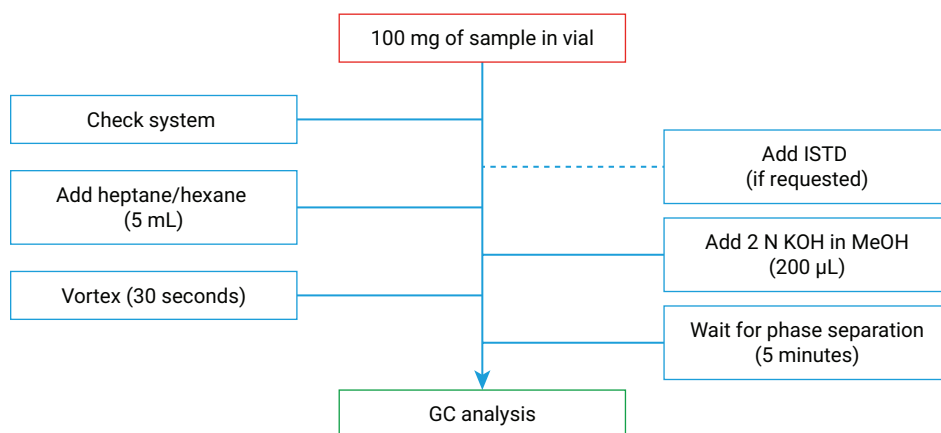 100 mg of sample in vial
Check system
Add ISTD
(if requested)
Add heptane/hexane
(5 mL)
Add 2 N KOH in MeOH
(200 µL)
Vortex (30 seconds)
Wait for phase separation
(5 minutes)
GC analysis